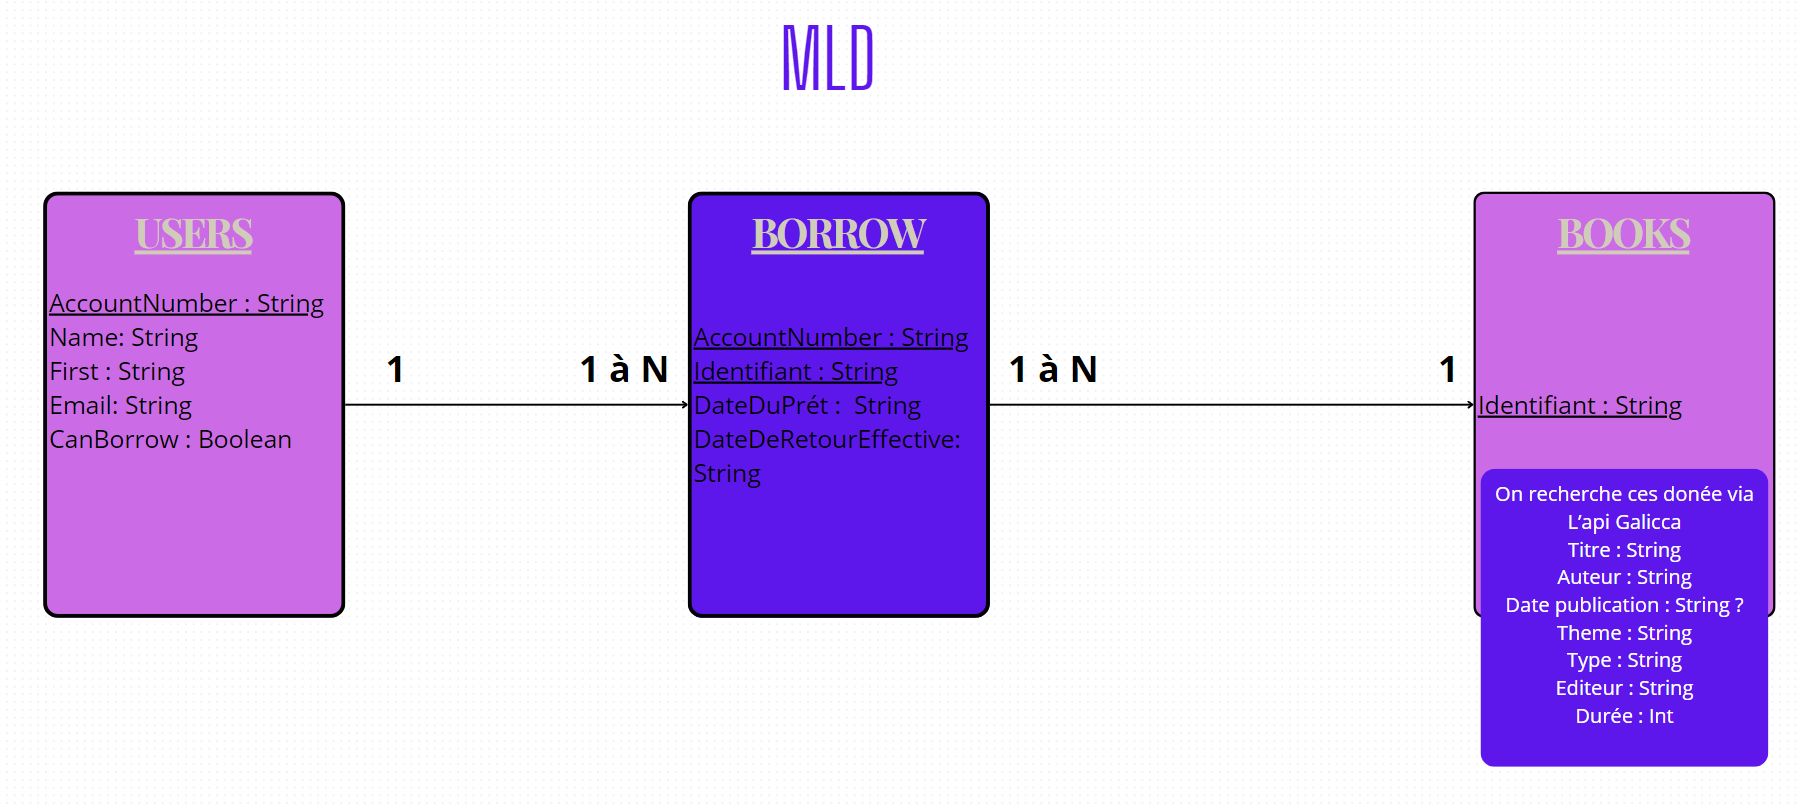 MLD
USERS
AccountNumber : String
Name: String
First : String
Email: String
CanBorrow : Boolean
1
1 à N
BORROW
AccountNumber : String
Identifiant : String
DateDuPrét :  String
DateDeRetourEffective:
String
1 à N
1
BOOKS
Identifiant : String
On recherche ces donée via
L’api Galicca
Titre : String
Auteur : String
Date publication : String ?
Theme : String
Type : String
Editeur : String
Durée : Int